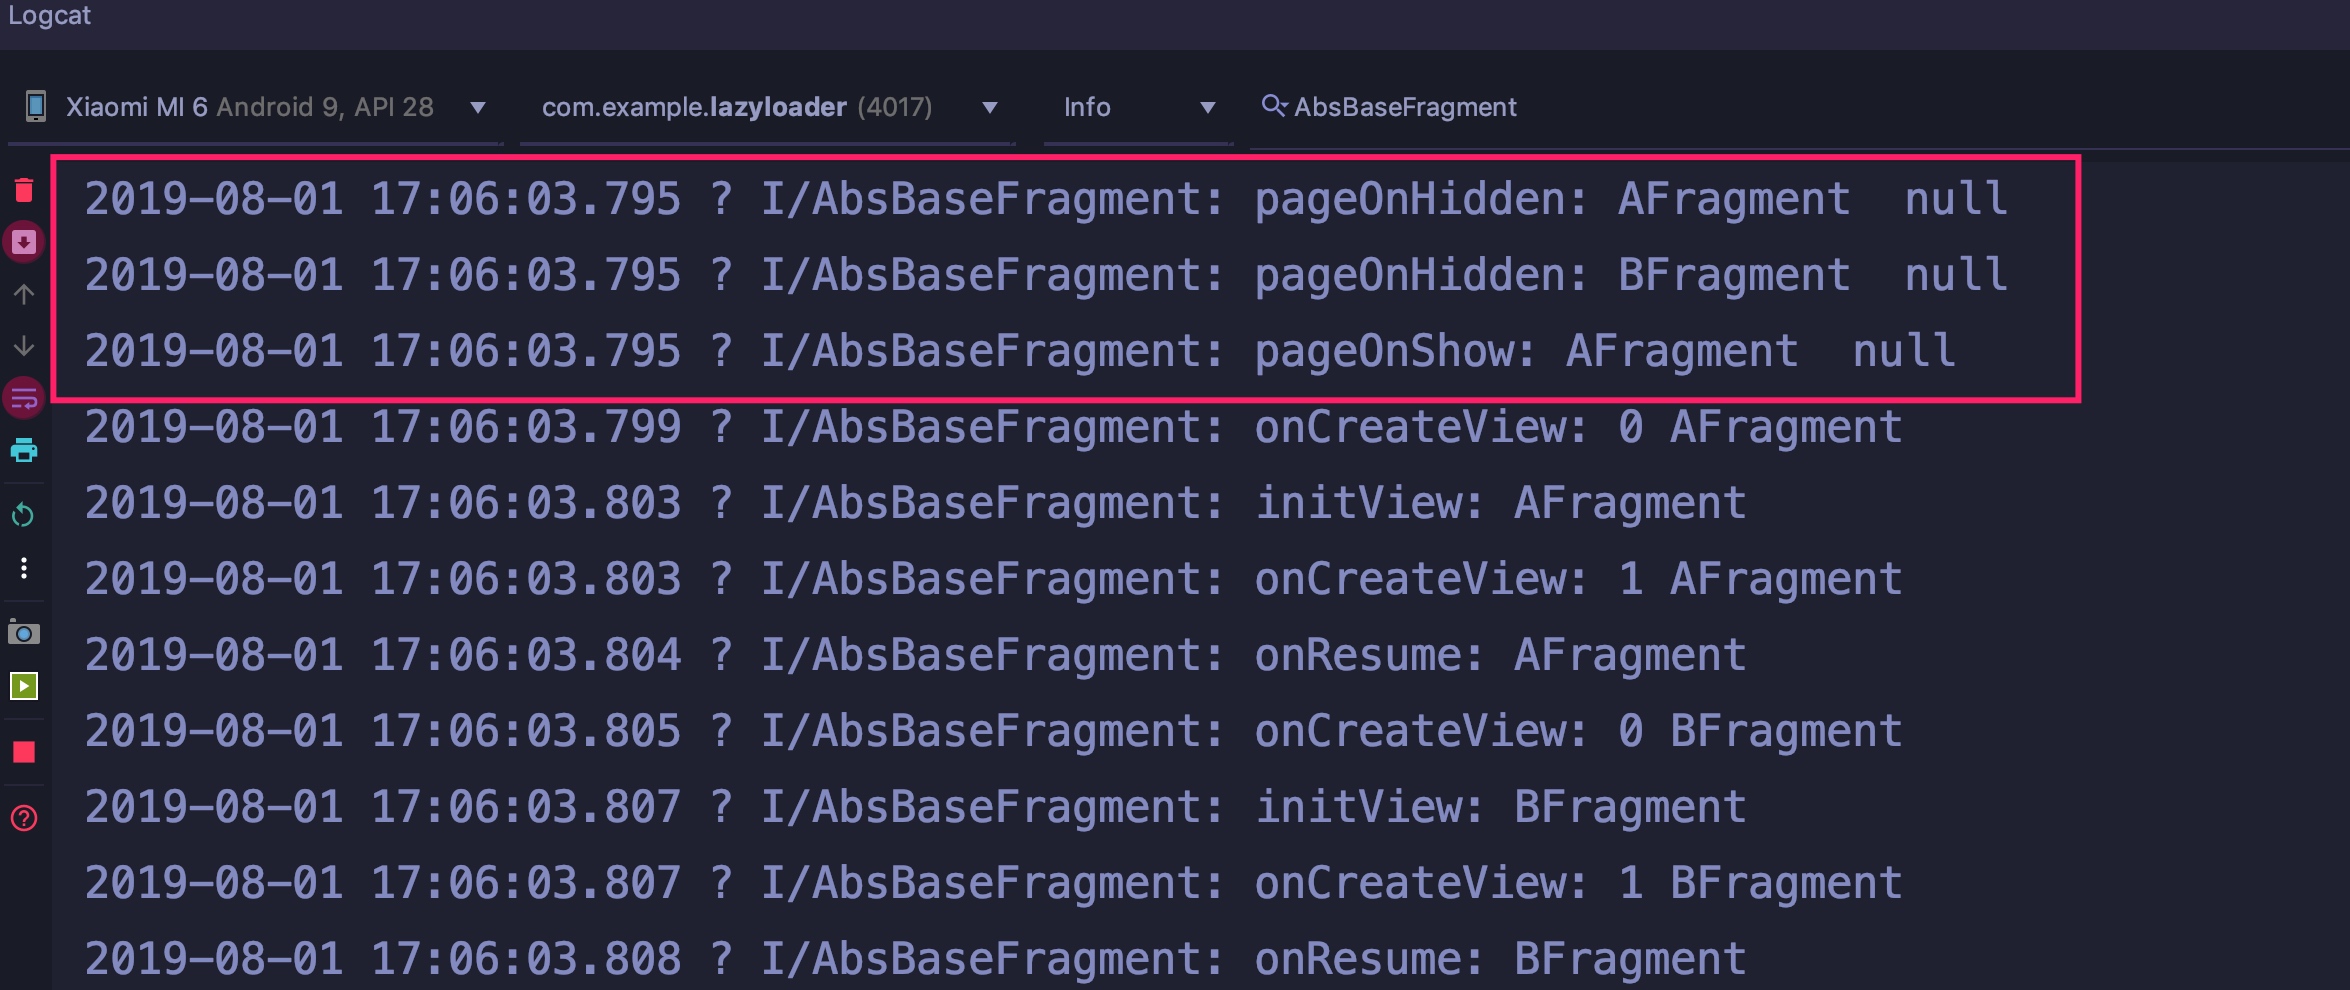 Logcat
Xiaomi MI 6 Android 9, API 28 com.example.lazyloader (4017) Info AbsBaseFragment
2019-08-01 17:06:03.795 ? I/AbsBaseFragment: pageOnHidden: AFragment  null
2019-08-01 17:06:03.795 ? I/AbsBaseFragment: pageOnHidden: BFragment  null
2019-08-01 17:06:03.795 ? I/AbsBaseFragment: pageOnShow: AFragment  null
2019-08-01 17:06:03.799 ? I/AbsBaseFragment: onCreateView: 0 AFragment
2019-08-01 17:06:03.803 ? I/AbsBaseFragment: initView: AFragment
2019-08-01 17:06:03.803 ? I/AbsBaseFragment: onCreateView: 1 AFragment
2019-08-01 17:06:03.804 ? I/AbsBaseFragment: onResume: AFragment
2019-08-01 17:06:03.805 ? I/AbsBaseFragment: onCreateView: 0 BFragment
2019-08-01 17:06:03.807 ? I/AbsBaseFragment: initView: BFragment
2019-08-01 17:06:03.807 ? I/AbsBaseFragment: onCreateView: 1 BFragment
2019-08-01 17:06:03.808 ? I/AbsBaseFragment: onResume: BFragment